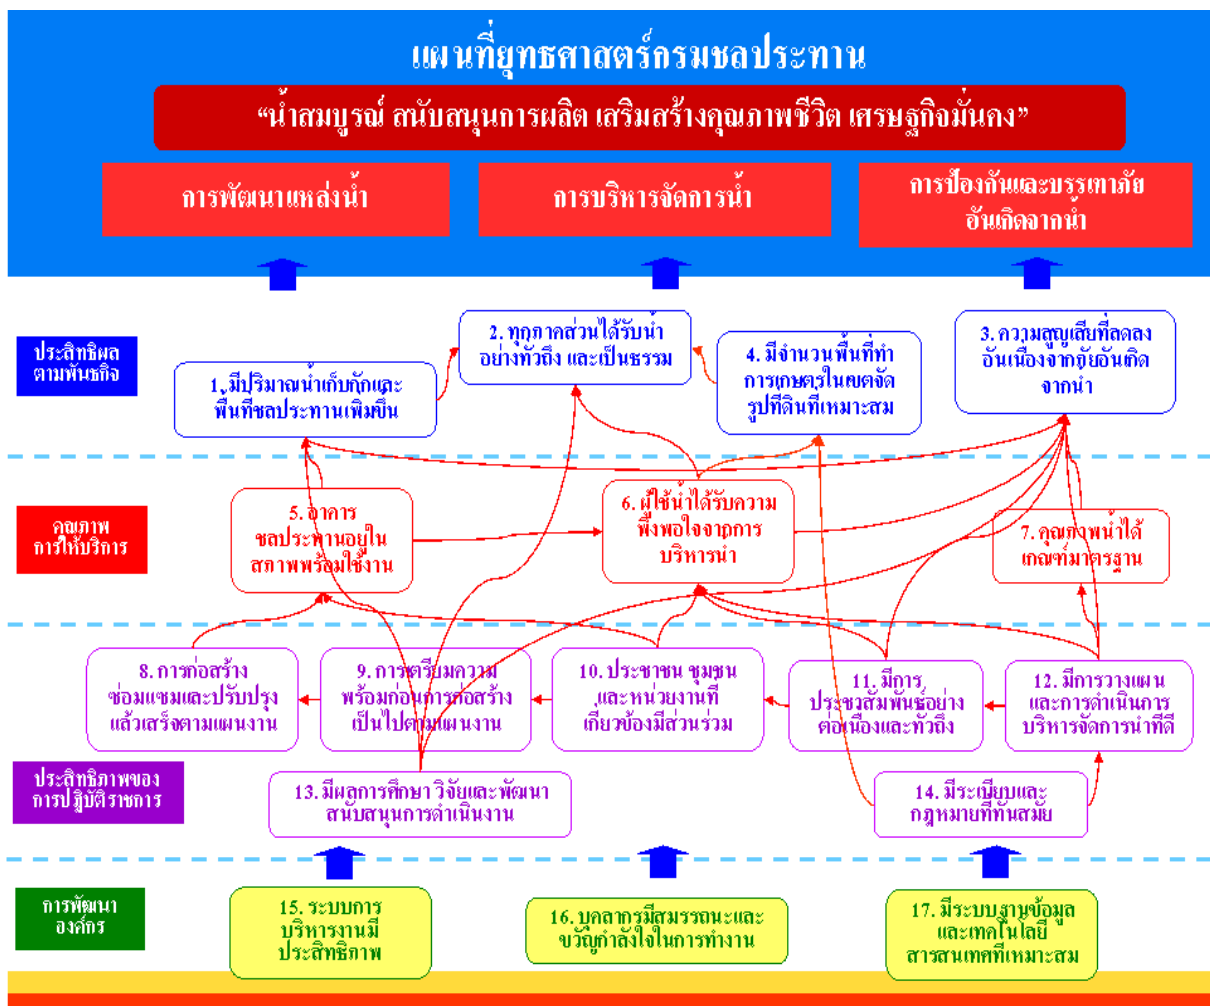 แผนที่ยุทธศาสตร์กรมชลประทาน
“น้ำสมบูรณ์ สนับสนุนการผลิต เสริมสร้างคุณภาพชีวิต เศรษฐกิจมั่นคง”
การพัฒนาแหล่งน้ำ
การบริหารจัดการน้ำ
การป้องกันและบรรเทาภัย
อันเกิดจากน้ำ
ประสิทธิผล
ตามพันธกิจ
1. มีปริมาณน้ำเก็บกักและ
พื้นที่ชลประทานเพิ่มขึ้น
2. ทุกภาคส่วนได้รับน้ำ
อย่างทั่วถึง และเป็นธรรม
4. มีจำนวนพื้นที่ทำ
การเกษตรในเขตจัด
รูปที่ดินที่เหมาะสม
3. ความสูญเสียที่ลดลง
อันเนื่องจากภัยอันเกิด
จากน้ำ
คุณภาพ
การให้บริการ
5. อาคาร
ชลประทานอยู่ใน
สภาพพร้อมใช้งาน
6. ผู้ใช้น้ำได้รับความ
พึงพอใจจากการ
บริหารน้ำ
7. คุณภาพน้ำได้
เกณฑ์มาตรฐาน
8. การก่อสร้าง
ซ่อมแซมและปรับปรุง
แล้วเสร็จตามแผนงาน
9. การเตรียมความ
พร้อมก่อนการก่อสร้าง
เป็นไปตามแผนงาน
10. ประชาชน ชุมชน
และหน่วยงานที่
เกี่ยวข้องมีส่วนร่วม
11. มีการ
ประชาสัมพันธ์อย่าง
ต่อเนื่องและทั่วถึง
12. มีการวางแผน
และการดำเนินการ
บริหารจัดการน้ำที่ดี
ประสิทธิภาพของ
การปฏิบัติราชการ
13. มีผลการศึกษา วิจัยและพัฒนา
สนับสนุนการดำเนินงาน
14. มีระเบียบและ
กฎหมายที่ทันสมัย
การพัฒนา
องค์กร
15. ระบบการ
บริหารงานมี
ประสิทธิภาพ
16. บุคลากรมีสมรรถนะและ
ขวัญกำลังใจในการทำงาน
17. มีระบบฐานข้อมูล
และเทคโนโลยี
สารสนเทศที่เหมาะสม